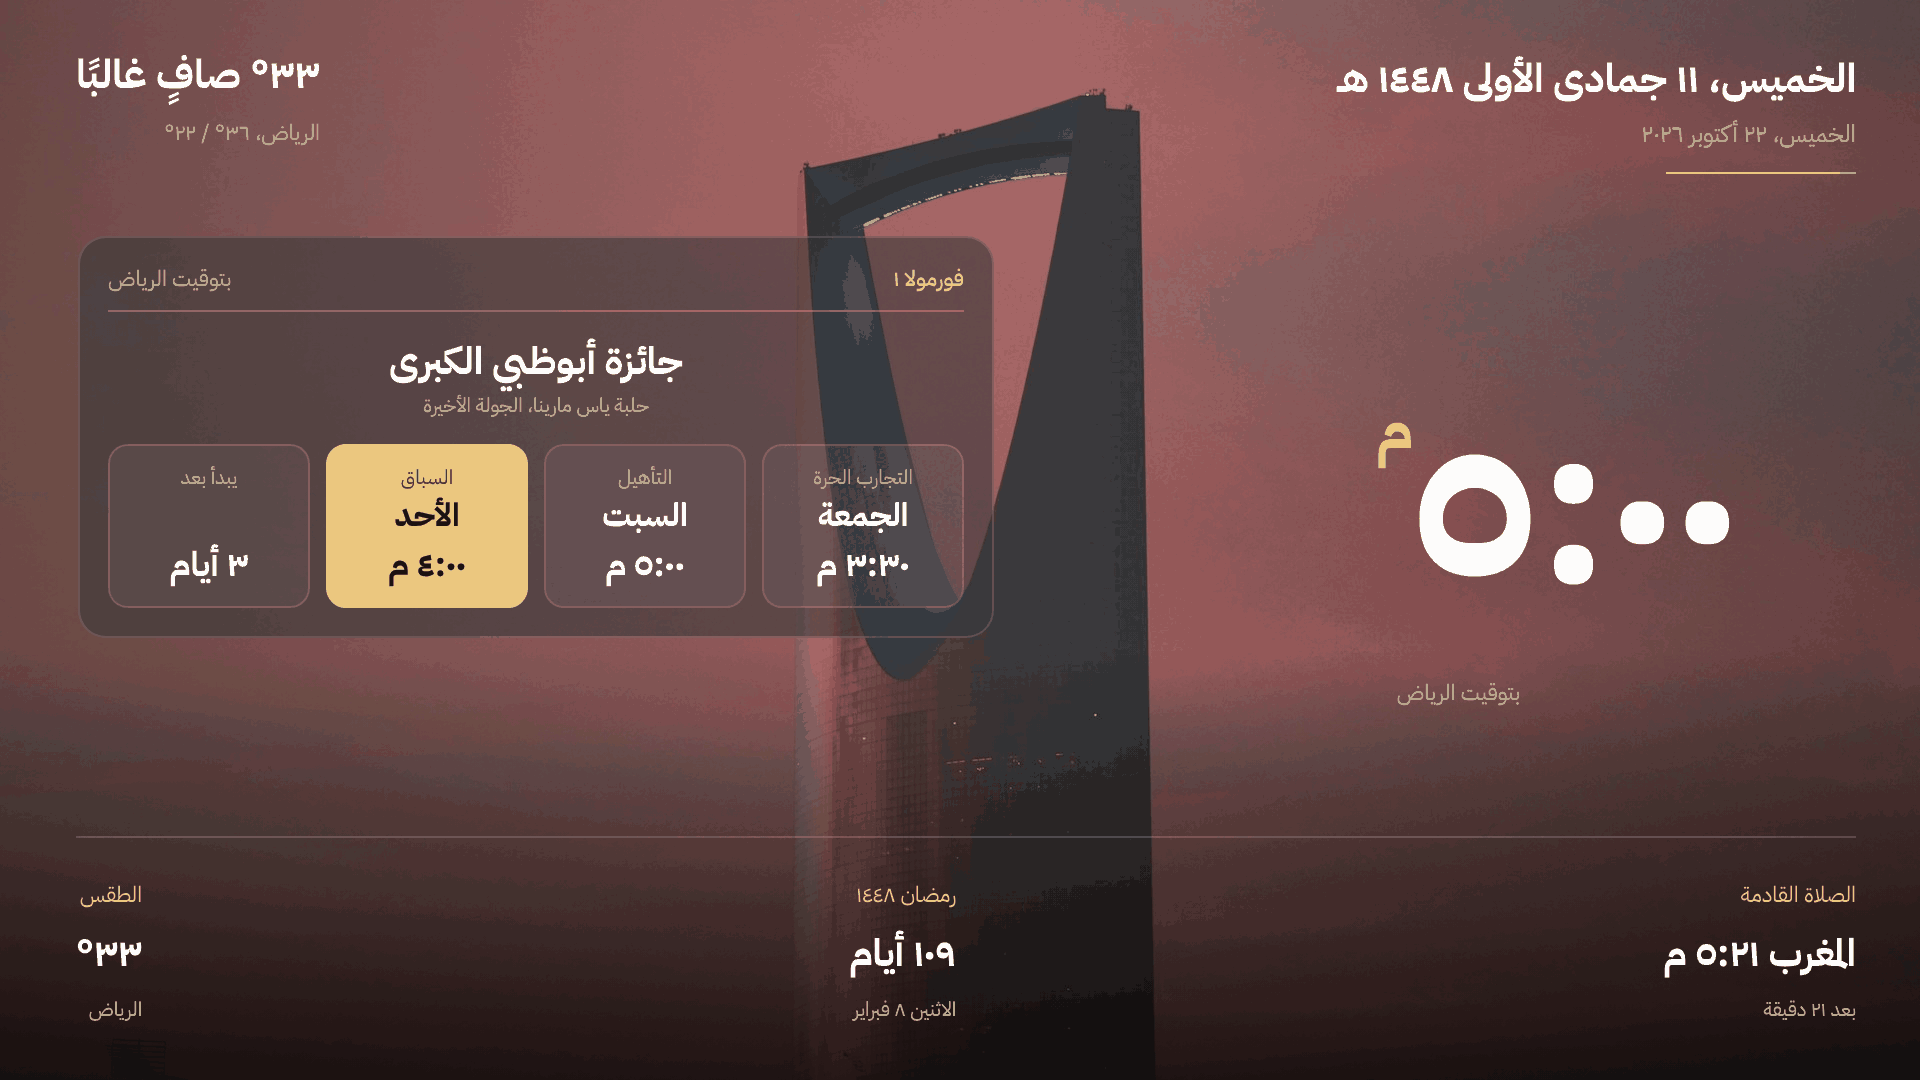 الخميس، ١١ جمادى الأولى ١٤٤٨ هـ
الخميس، ٢٢ أكتوبر ٢٠٢٦
٣٣° صافٍ غالبًا
الرياض، ٣٦° / ٢٢°
٥:٠٠ م
بتوقيت الرياض
فورمولا ١
بتوقيت الرياض
جائزة أبوظبي الكبرى
حلبة ياس مارينا، الجولة الأخيرة
التجارب الحرة
الجمعة
٣:٣٠ م
التأهيل
السبت
٥:٠٠ م
السباق
الأحد
٤:٠٠ م
يبدأ بعد
٣ أيام
الصلاة القادمة
المغرب ٥:٢١ م
بعد ٢١ دقيقة
رمضان ١٤٤٨
١٠٩ أيام
الاثنين ٨ فبراير
الطقس
٣٣°
الرياض